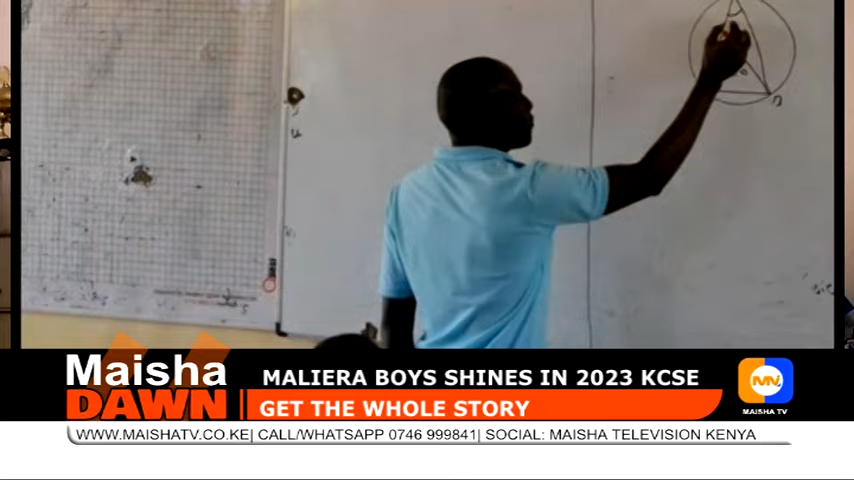 Maisha
DAWN
MALIERA BOYS SHINES IN 2023 KCSE
GET THE WHOLE STORY
MN
MAISHA TV
WWW.MAISHATV.CO.KE| CALL/WHATSAPP 0746 999841| SOCIAL: MAISHA TELEVISION KENYA